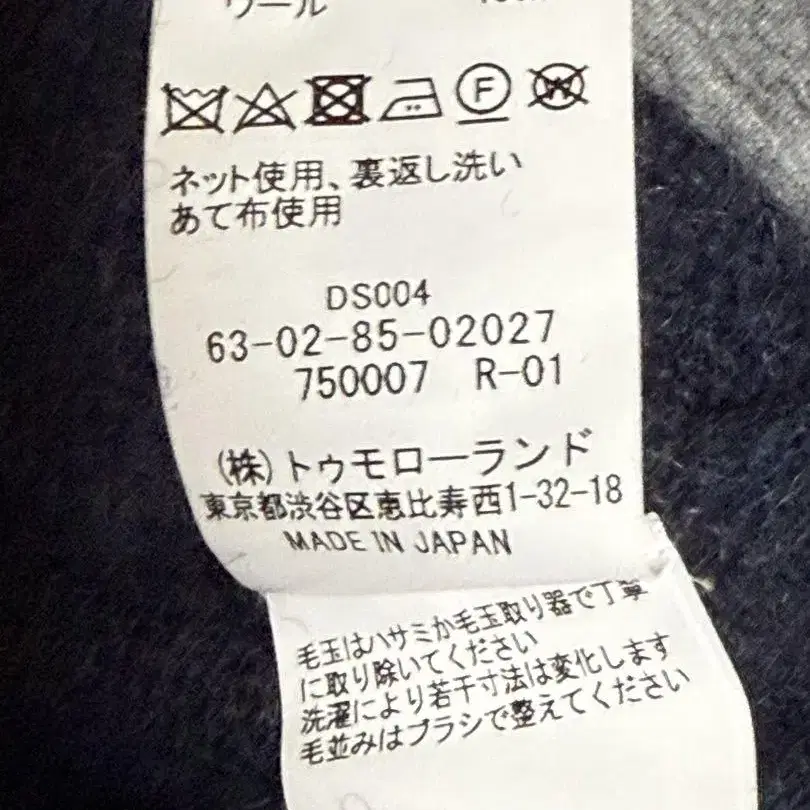 ウール
F
W
ネット使用、裏返し洗い
あて布使用
DS004
63-02-85-02027
750007 R-01
(株)トゥモローランド
東京都渋谷区恵比寿西1-32-18
MADE IN JAPAN
毛玉はハサミか毛玉取り器で丁寧
に取り除いてください
洗濯により若干寸法は変化します
毛並みはブラシで整えてください